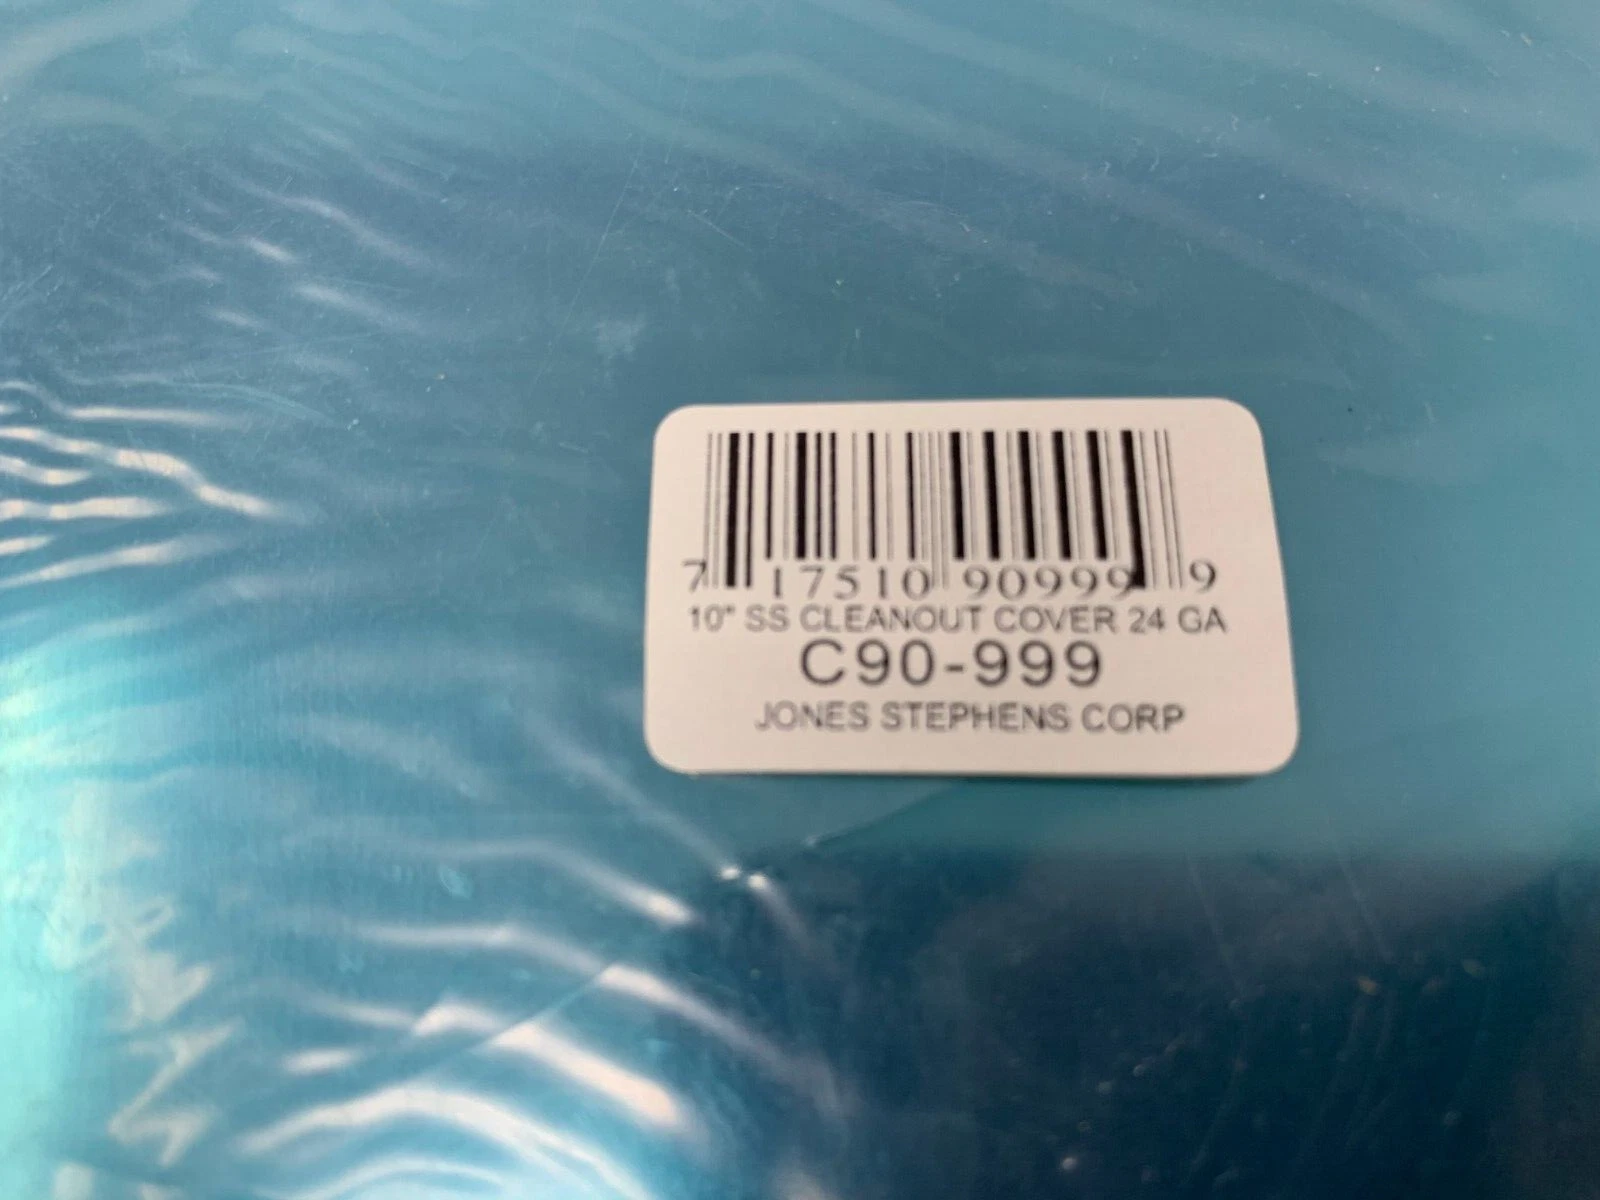 7 17510 90999 9
10" SS CLEANOUT COVER 24 GA
C90-999
JONES STEPHENS CORP